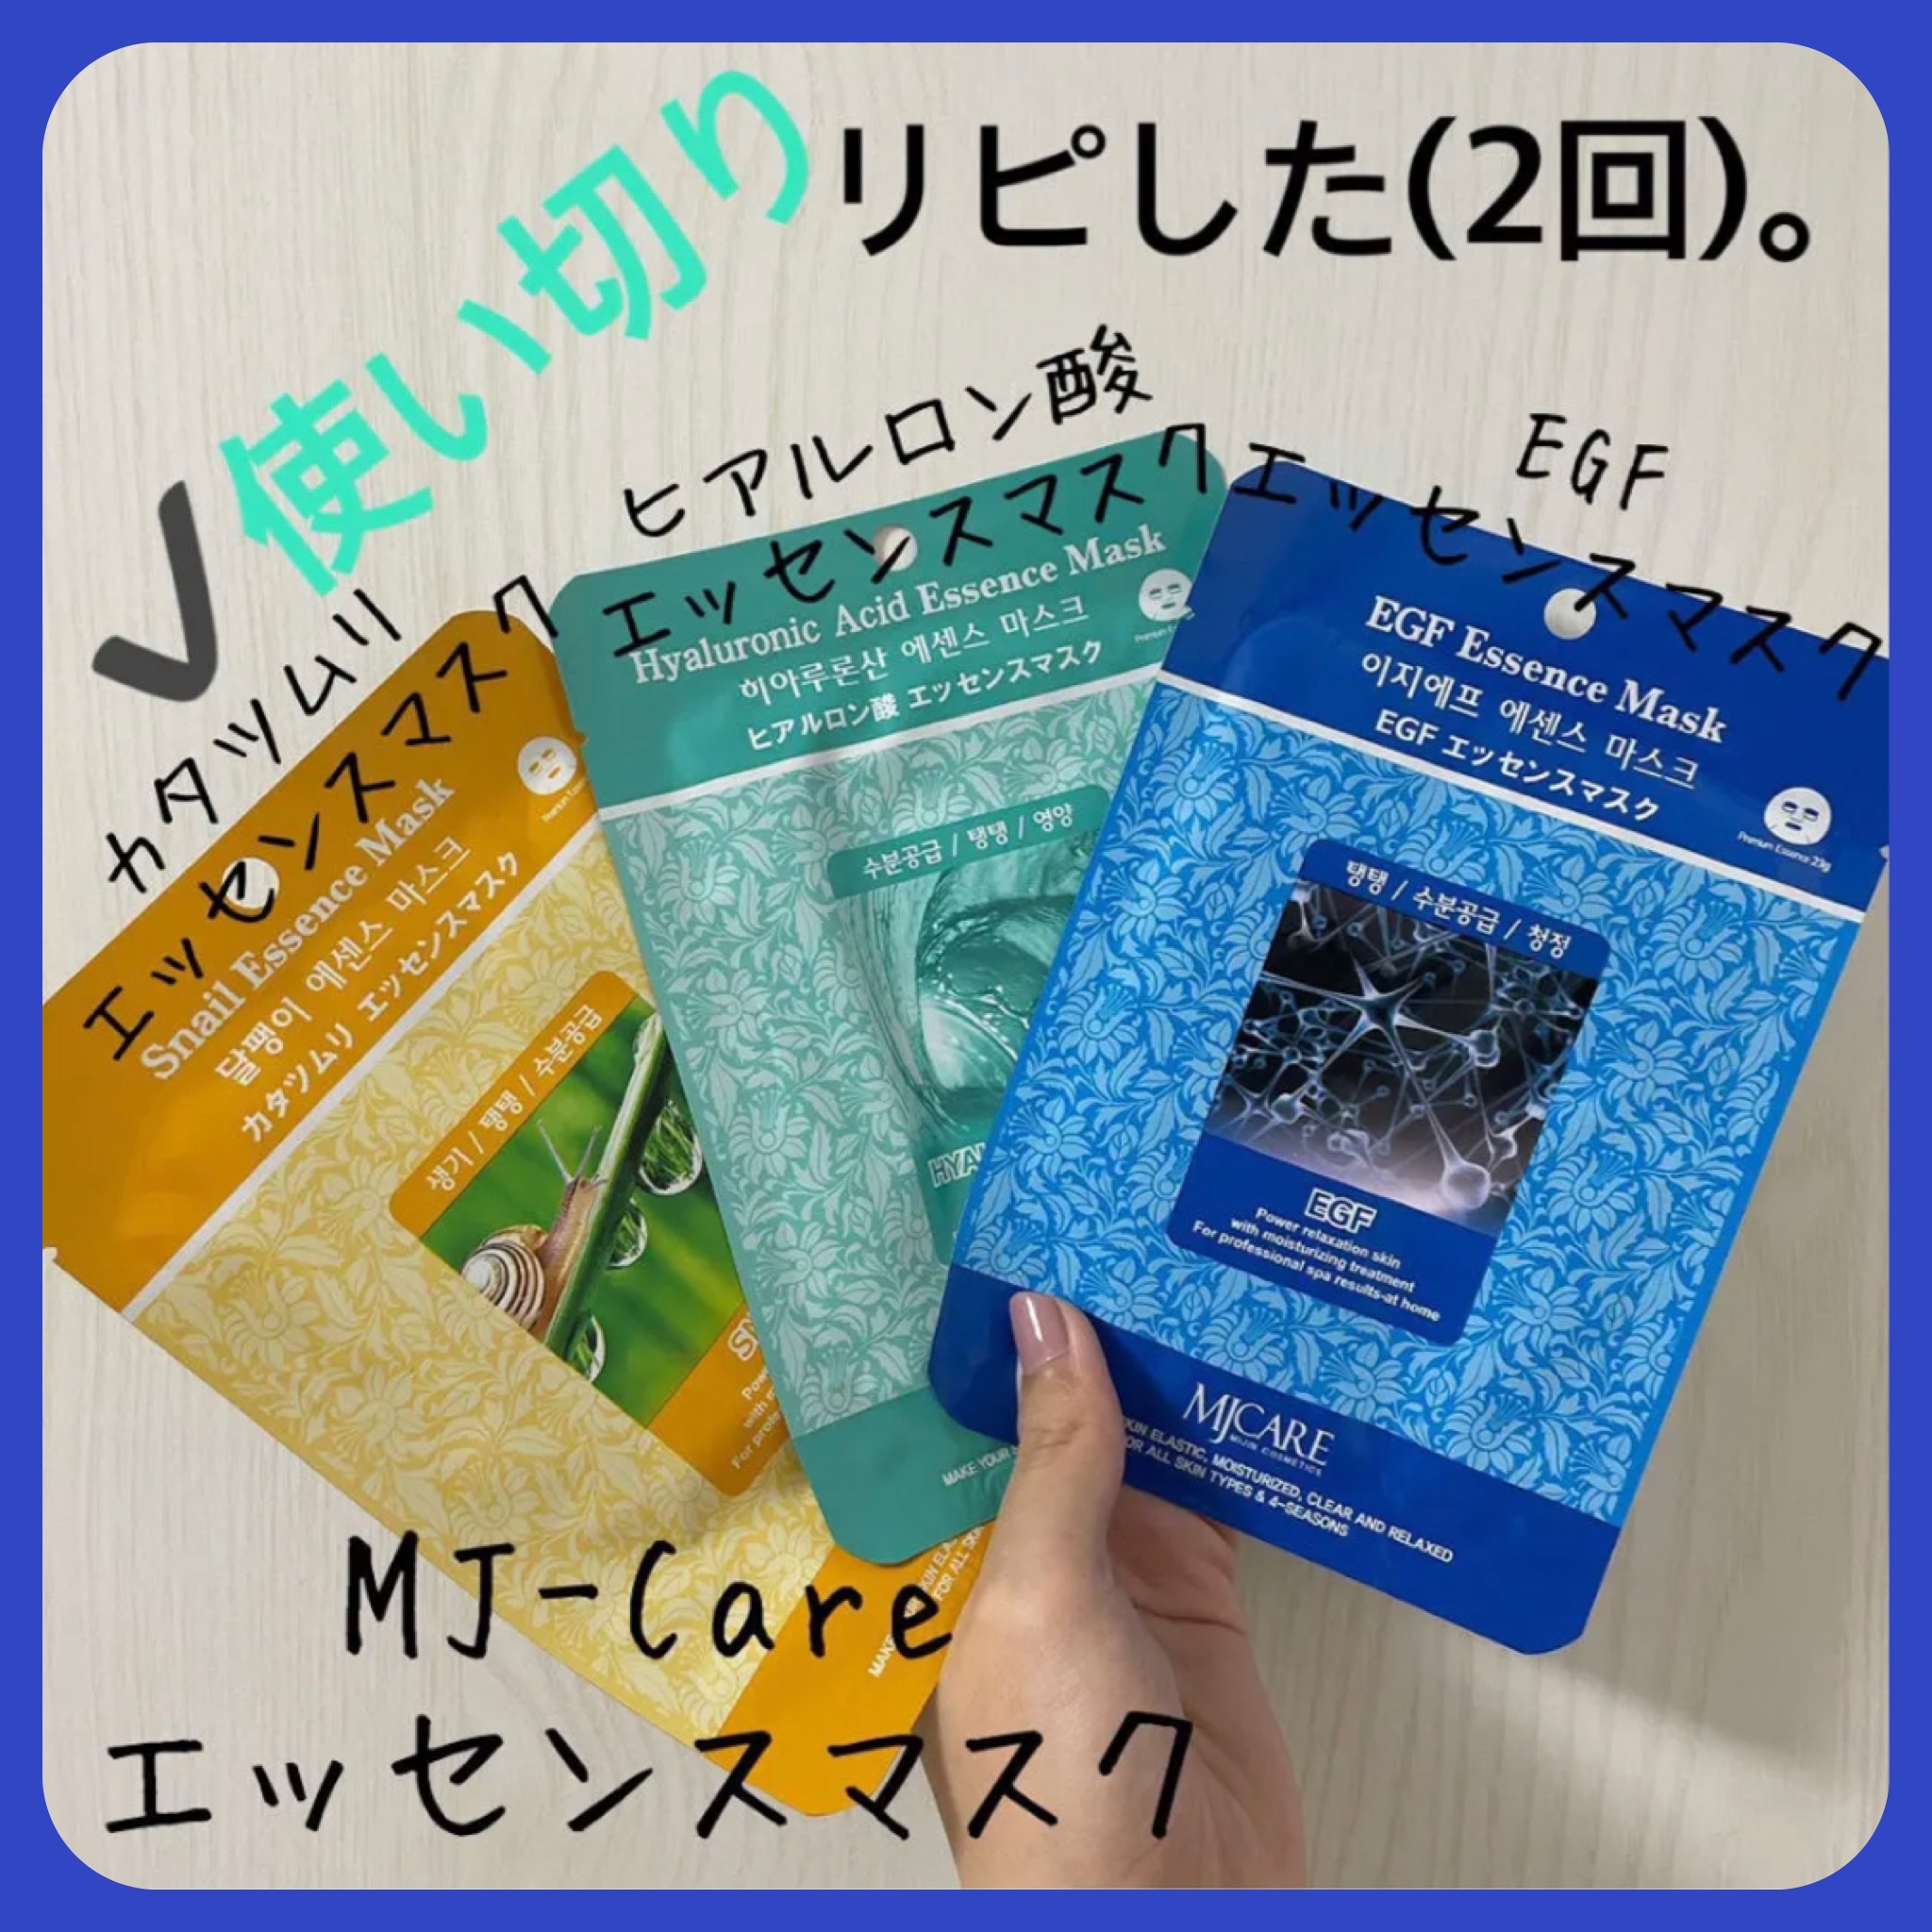 ✓使い切り
リピした(2回)。
カタツムリ
エッセンスマスク
ヒアルロン酸
エッセンスマスク
EGF
エッセンスマスク
Snail Essence Mask
달팽이 에센스 마스크
カタツムリ エッセンスマスク
생기 / 탱탱 / 수분공급
Hyaluronic Acid Essence Mask
히아루론산 에센스 마스크
ヒアルロン酸 エッセンスマスク
Premium
수분공급 / 탱탱 / 영양
MAKE YOUR
EGF Essence Mask
이지에프 에센스 마스크
EGF エッセンスマスク
Premium Essence 23g
탱탱 / 수분공급 / 청정
EGF
Power relaxation skin
with moisturizing treatment
For professional spa results-at home
MJCARE
MIJIN COSMETICS
SKIN ELASTIC, MOISTURIZED, CLEAR AND RELAXED
FOR ALL SKIN TYPES & 4-SEASONS
MJ-Care
エッセンスマスク